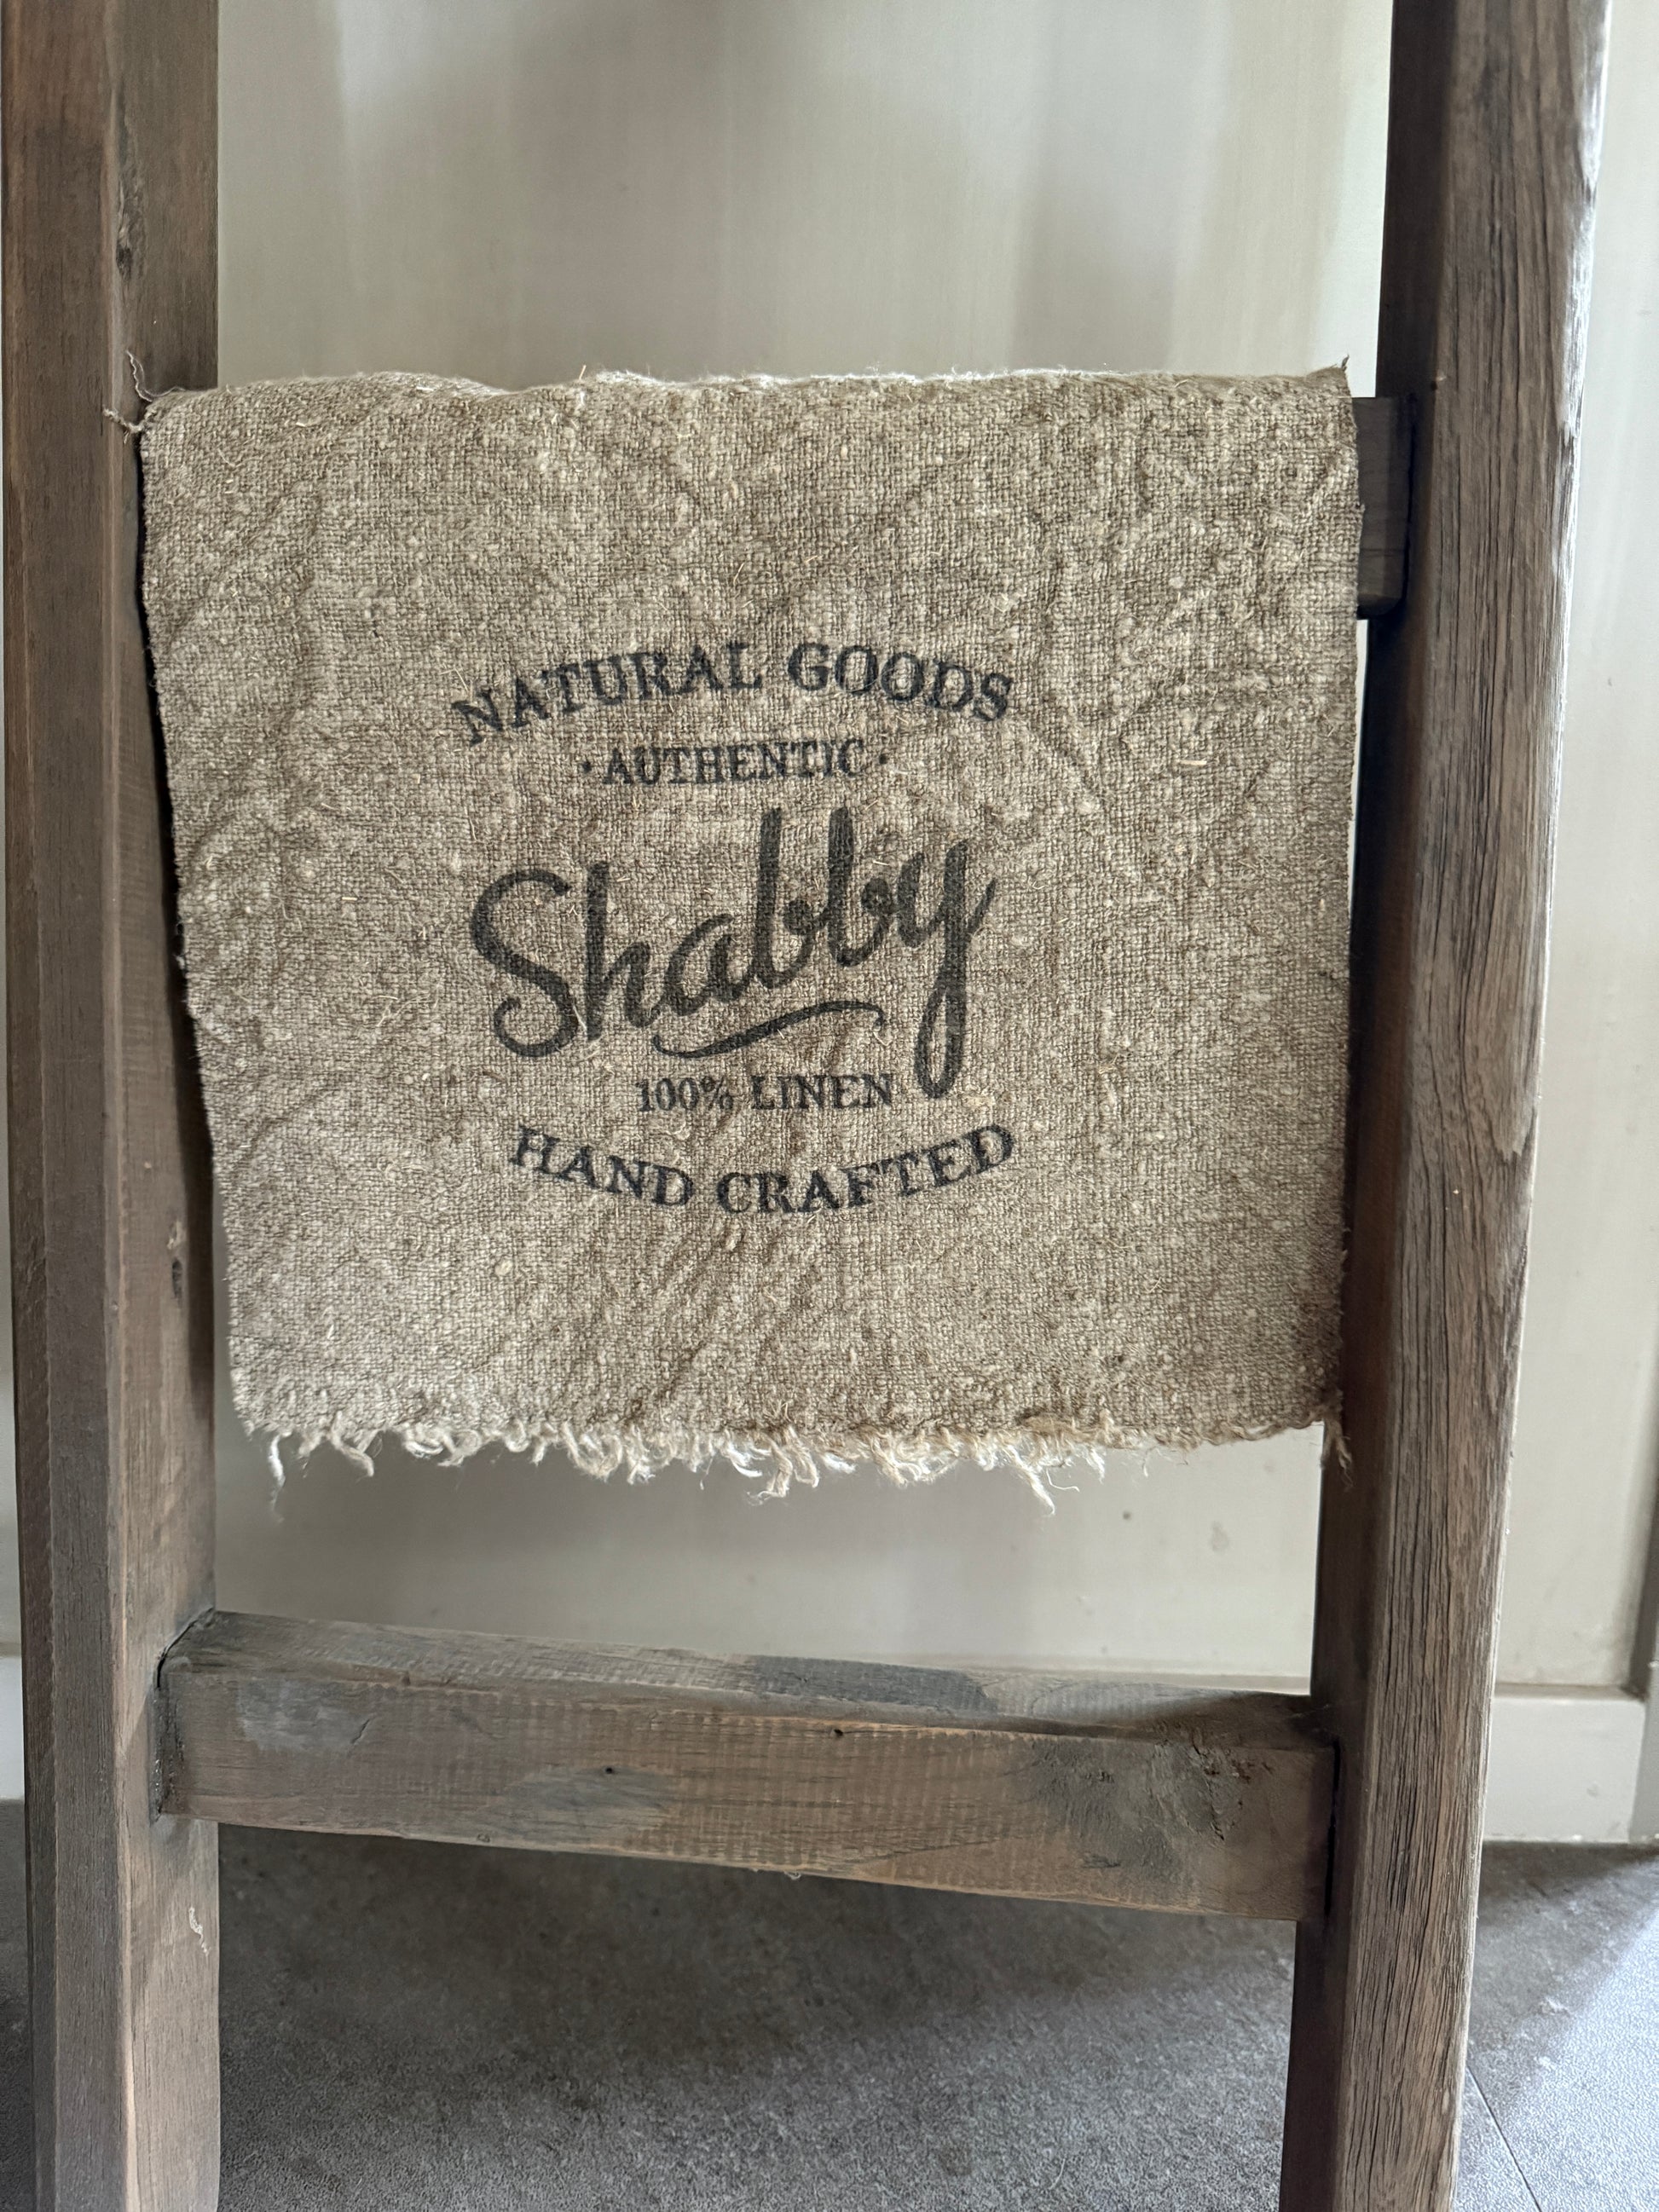 NATURAL GOODS
· AUTHENTIC ·
Shabby
100% LINEN
HAND CRAFTED